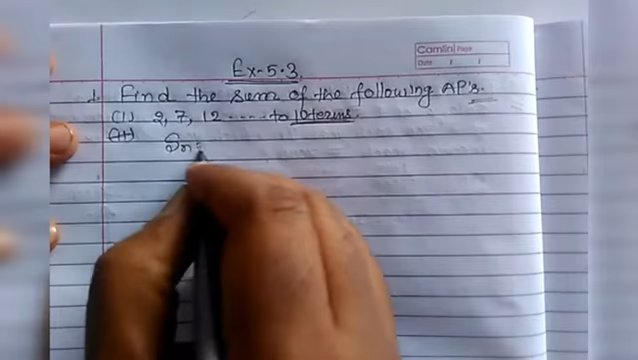 Camlin Page
Date / /
Ex-5.3.
1. Find the sum of the following AP's.
(i) 2, 7, 12 ..... to 10 terms.
Sn=